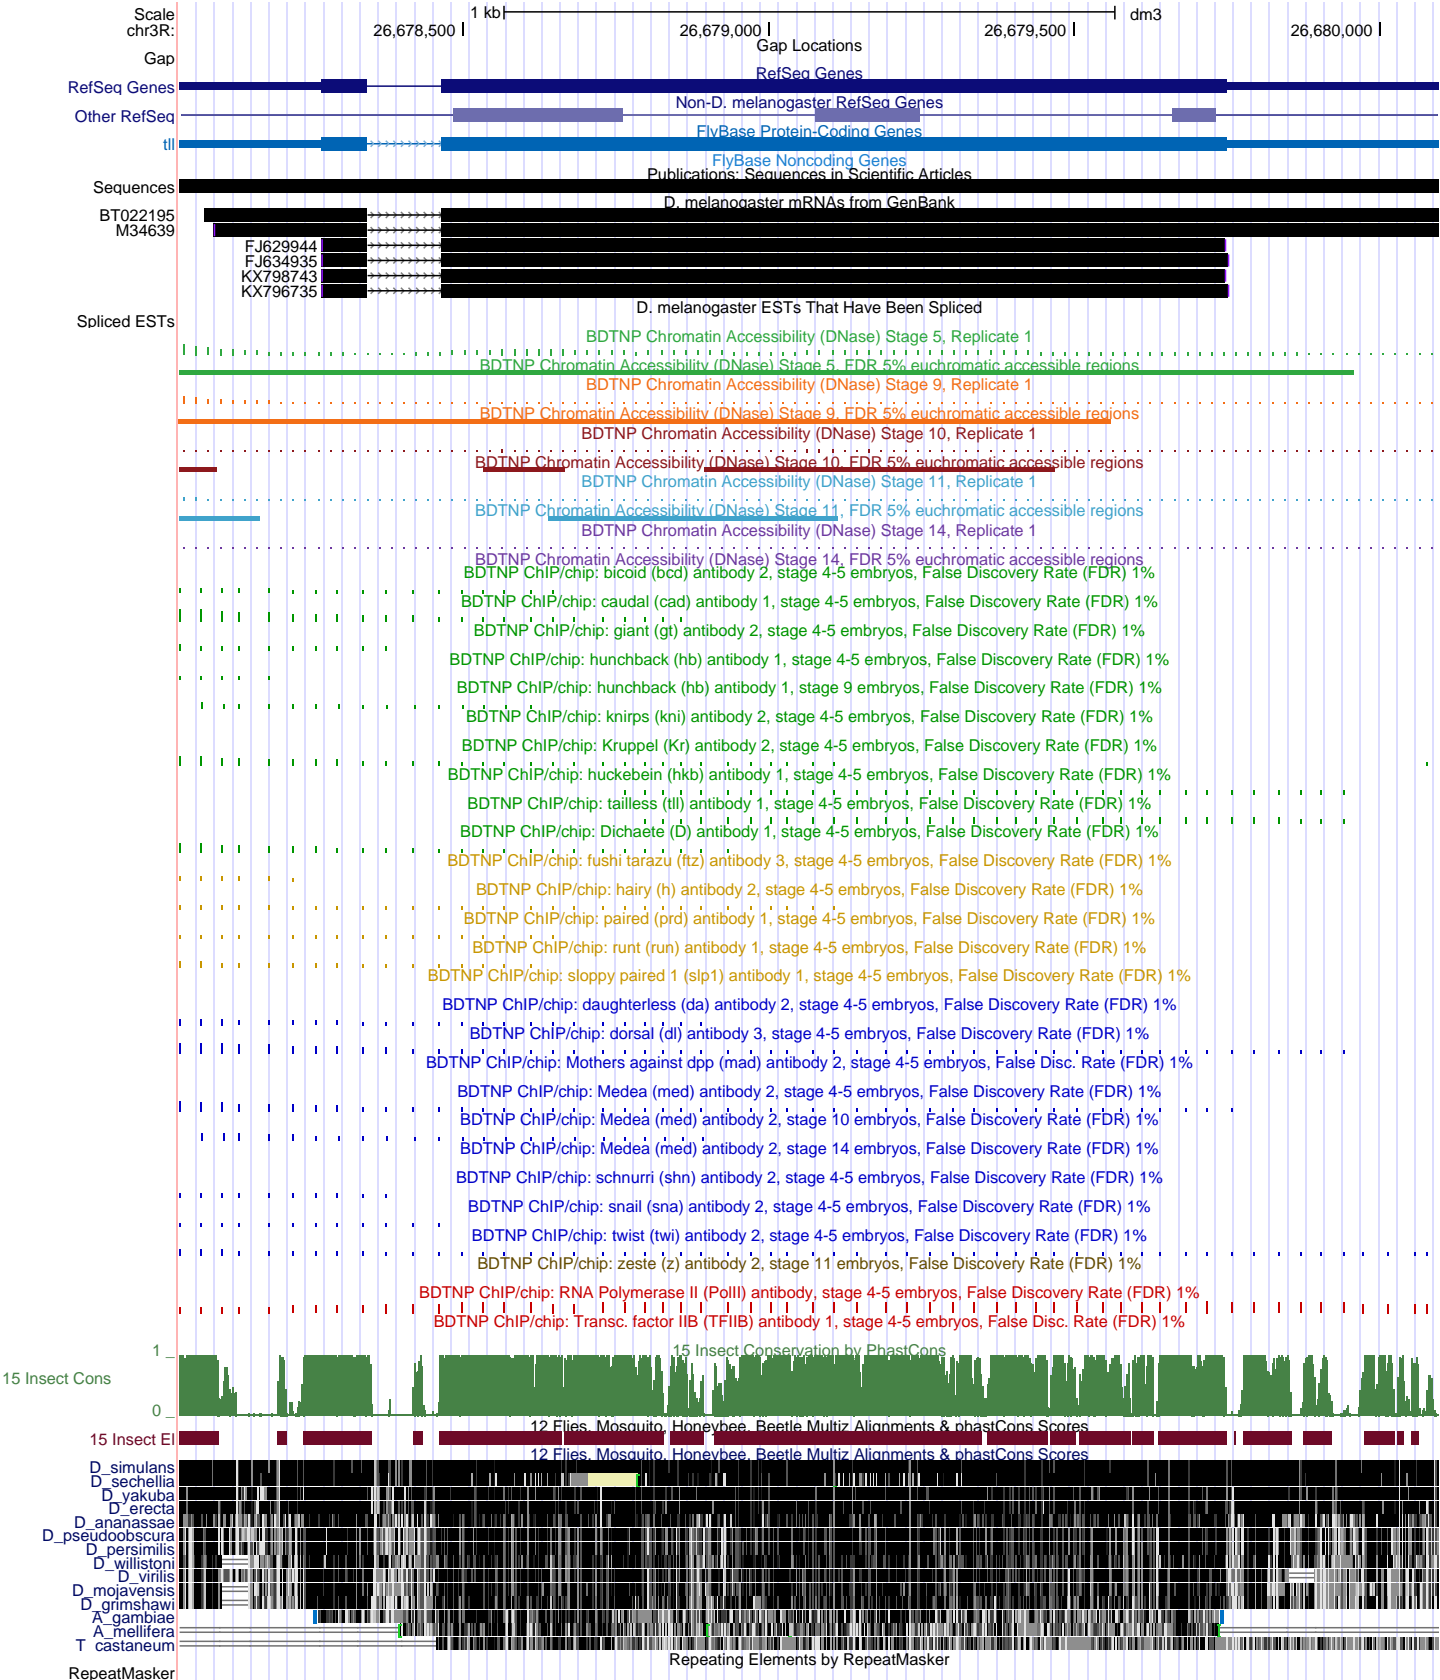 Scale 1 kb dm3
chr3R: 26,678,500 26,679,000 26,679,500 26,680,000
Gap Locations
Gap
RefSeq Genes
RefSeq Genes
Non-D. melanogaster RefSeq Genes
Other RefSeq
FlyBase Protein-Coding Genes
tll
FlyBase Noncoding Genes
Publications: Sequences in Scientific Articles
Sequences
D. melanogaster mRNAs from GenBank
BT022195
M34639
FJ629944
FJ634935
KX798743
KX796735
D. melanogaster ESTs That Have Been Spliced
Spliced ESTs
BDTNP Chromatin Accessibility (DNase) Stage 5, Replicate 1
BDTNP Chromatin Accessibility (DNase) Stage 5, FDR 5% euchromatic accessible regions
BDTNP Chromatin Accessibility (DNase) Stage 9, Replicate 1
BDTNP Chromatin Accessibility (DNase) Stage 9, FDR 5% euchromatic accessible regions
BDTNP Chromatin Accessibility (DNase) Stage 10, Replicate 1
BDTNP Chromatin Accessibility (DNase) Stage 10, FDR 5% euchromatic accessible regions
BDTNP Chromatin Accessibility (DNase) Stage 11, Replicate 1
BDTNP Chromatin Accessibility (DNase) Stage 11, FDR 5% euchromatic accessible regions
BDTNP Chromatin Accessibility (DNase) Stage 14, Replicate 1
BDTNP Chromatin Accessibility (DNase) Stage 14, FDR 5% euchromatic accessible regions
BDTNP ChIP/chip: bicoid (bcd) antibody 2, stage 4-5 embryos, False Discovery Rate (FDR) 1%
BDTNP ChIP/chip: caudal (cad) antibody 1, stage 4-5 embryos, False Discovery Rate (FDR) 1%
BDTNP ChIP/chip: giant (gt) antibody 2, stage 4-5 embryos, False Discovery Rate (FDR) 1%
BDTNP ChIP/chip: hunchback (hb) antibody 1, stage 4-5 embryos, False Discovery Rate (FDR) 1%
BDTNP ChIP/chip: hunchback (hb) antibody 1, stage 9 embryos, False Discovery Rate (FDR) 1%
BDTNP ChIP/chip: knirps (kni) antibody 2, stage 4-5 embryos, False Discovery Rate (FDR) 1%
BDTNP ChIP/chip: Kruppel (Kr) antibody 2, stage 4-5 embryos, False Discovery Rate (FDR) 1%
BDTNP ChIP/chip: huckebein (hkb) antibody 1, stage 4-5 embryos, False Discovery Rate (FDR) 1%
BDTNP ChIP/chip: tailless (tll) antibody 1, stage 4-5 embryos, False Discovery Rate (FDR) 1%
BDTNP ChIP/chip: Dichaete (D) antibody 1, stage 4-5 embryos, False Discovery Rate (FDR) 1%
BDTNP ChIP/chip: fushi tarazu (ftz) antibody 3, stage 4-5 embryos, False Discovery Rate (FDR) 1%
BDTNP ChIP/chip: hairy (h) antibody 2, stage 4-5 embryos, False Discovery Rate (FDR) 1%
BDTNP ChIP/chip: paired (prd) antibody 1, stage 4-5 embryos, False Discovery Rate (FDR) 1%
BDTNP ChIP/chip: runt (run) antibody 1, stage 4-5 embryos, False Discovery Rate (FDR) 1%
BDTNP ChIP/chip: sloppy paired 1 (slp1) antibody 1, stage 4-5 embryos, False Discovery Rate (FDR) 1%
BDTNP ChIP/chip: daughterless (da) antibody 2, stage 4-5 embryos, False Discovery Rate (FDR) 1%
BDTNP ChIP/chip: dorsal (dl) antibody 3, stage 4-5 embryos, False Discovery Rate (FDR) 1%
BDTNP ChIP/chip: Mothers against dpp (mad) antibody 2, stage 4-5 embryos, False Disc. Rate (FDR) 1%
BDTNP ChIP/chip: Medea (med) antibody 2, stage 4-5 embryos, False Discovery Rate (FDR) 1%
BDTNP ChIP/chip: Medea (med) antibody 2, stage 10 embryos, False Discovery Rate (FDR) 1%
BDTNP ChIP/chip: Medea (med) antibody 2, stage 14 embryos, False Discovery Rate (FDR) 1%
BDTNP ChIP/chip: schnurri (shn) antibody 2, stage 4-5 embryos, False Discovery Rate (FDR) 1%
BDTNP ChIP/chip: snail (sna) antibody 2, stage 4-5 embryos, False Discovery Rate (FDR) 1%
BDTNP ChIP/chip: twist (twi) antibody 2, stage 4-5 embryos, False Discovery Rate (FDR) 1%
BDTNP ChIP/chip: zeste (z) antibody 2, stage 11 embryos, False Discovery Rate (FDR) 1%
BDTNP ChIP/chip: RNA Polymerase II (PolII) antibody, stage 4-5 embryos, False Discovery Rate (FDR) 1%
BDTNP ChIP/chip: Transc. factor IIB (TFIIB) antibody 1, stage 4-5 embryos, False Disc. Rate (FDR) 1%
15 Insect Conservation by PhastCons
1 _
15 Insect Cons
0 _
12 Flies, Mosquito, Honeybee, Beetle Multiz Alignments & phastCons Scores
15 Insect El
12 Flies, Mosquito, Honeybee, Beetle Multiz Alignments & phastCons Scores
D_simulans
D_sechellia
D_yakuba
D_erecta
D_ananassae
D_pseudoobscura
D_persimilis
D_willistoni
D_virilis
D_mojavensis
D_grimshawi
A_gambiae
A_mellifera
T_castaneum
Repeating Elements by RepeatMasker
RepeatMasker